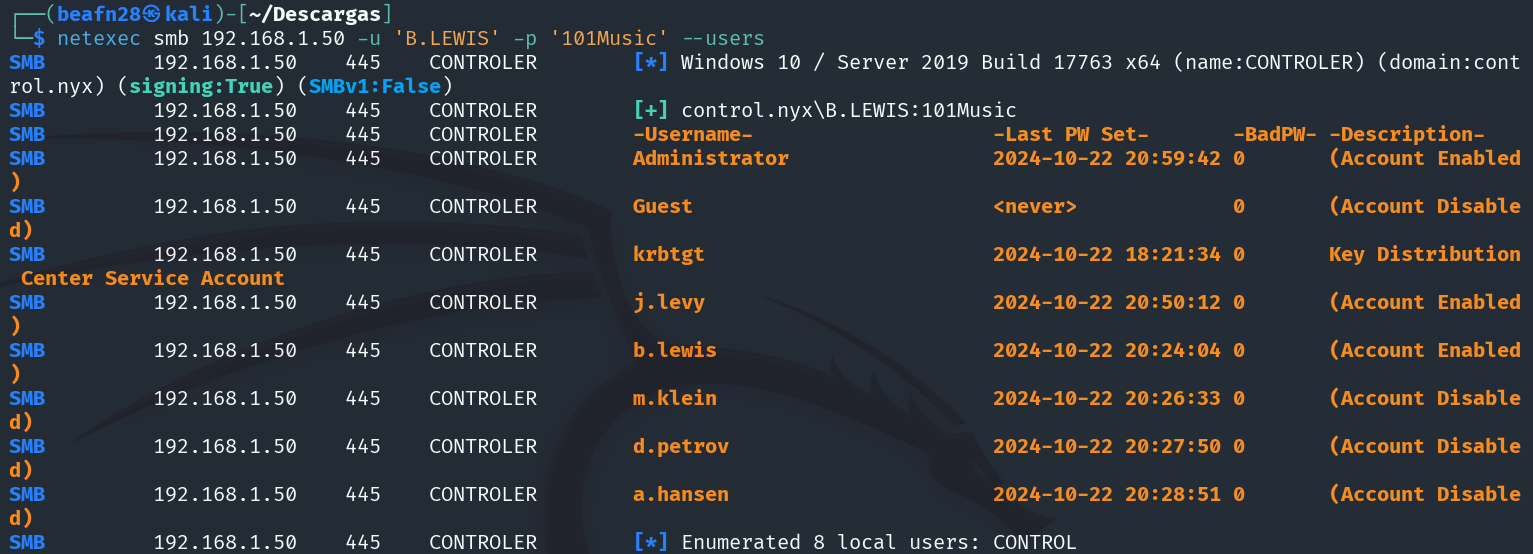 ┌──(beafn28㉿kali)-[~/Descargas]
└─$ netexec smb 192.168.1.50 -u 'B.LEWIS' -p '101Music' --users
SMB         192.168.1.50    445    CONTROLER        [*] Windows 10 / Server 2019 Build 17763 x64 (name:CONTROLER) (domain:cont
rol.nyx) (signing:True) (SMBv1:False)
SMB         192.168.1.50    445    CONTROLER        [+] control.nyx\B.LEWIS:101Music
SMB         192.168.1.50    445    CONTROLER        -Username-                    -Last PW Set-       -BadPW- -Description-
SMB         192.168.1.50    445    CONTROLER        Administrator                 2024-10-22 20:59:42 0       (Account Enabled
)
SMB         192.168.1.50    445    CONTROLER        Guest                         <never>             0       (Account Disable
d)
SMB         192.168.1.50    445    CONTROLER        krbtgt                        2024-10-22 18:21:34 0       Key Distribution
 Center Service Account
SMB         192.168.1.50    445    CONTROLER        j.levy                        2024-10-22 20:50:12 0       (Account Enabled
)
SMB         192.168.1.50    445    CONTROLER        b.lewis                       2024-10-22 20:24:04 0       (Account Enabled
)
SMB         192.168.1.50    445    CONTROLER        m.klein                       2024-10-22 20:26:33 0       (Account Disable
d)
SMB         192.168.1.50    445    CONTROLER        d.petrov                      2024-10-22 20:27:50 0       (Account Disable
d)
SMB         192.168.1.50    445    CONTROLER        a.hansen                      2024-10-22 20:28:51 0       (Account Disable
d)
SMB         192.168.1.50    445    CONTROLER        [*] Enumerated 8 local users: CONTROL